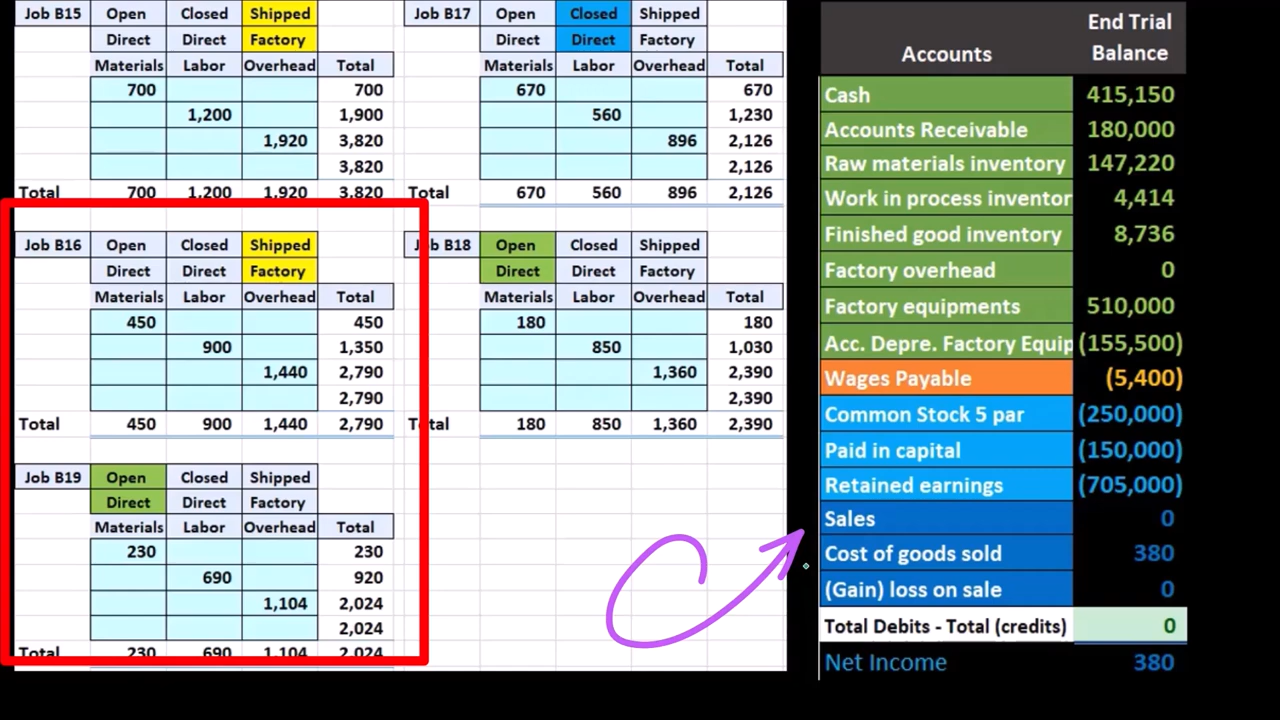 Job B15 Open Closed Shipped
Direct Direct Factory
Materials Labor Overhead Total
700 700
1,200 1,900
1,920 3,820
3,820
Total 700 1,200 1,920 3,820
Job B16 Open Closed Shipped
Direct Direct Factory
Materials Labor Overhead Total
450 450
900 1,350
1,440 2,790
2,790
Total 450 900 1,440 2,790
Job B19 Open Closed Shipped
Direct Direct Factory
Materials Labor Overhead Total
230 230
690 920
1,104 2,024
2,024
Total 230 690 1,104 2,024
Job B17 Open Closed Shipped
Direct Direct Factory
Materials Labor Overhead Total
670 670
560 1,230
896 2,126
2,126
Total 670 560 896 2,126
Job B18 Open Closed Shipped
Direct Direct Factory
Materials Labor Overhead Total
180 180
850 1,030
1,360 2,390
2,390
Total 180 850 1,360 2,390
End Trial
Accounts Balance
Cash 415,150
Accounts Receivable 180,000
Raw materials inventory 147,220
Work in process inventor 4,414
Finished good inventory 8,736
Factory overhead 0
Factory equipments 510,000
Acc. Depre. Factory Equip (155,500)
Wages Payable (5,400)
Common Stock 5 par (250,000)
Paid in capital (150,000)
Retained earnings (705,000)
Sales 0
Cost of goods sold 380
(Gain) loss on sale 0
Total Debits - Total (credits) 0
Net Income 380